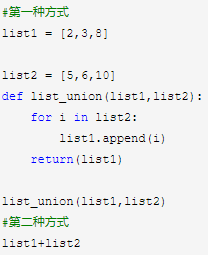 #第一种方式
list1 = [2,3,8]
list2 = [5,6,10]
def list_union(list1,list2):
    for i in list2:
        list1.append(i)
    return(list1)
list_union(list1,list2)
#第二种方式
list1+list2